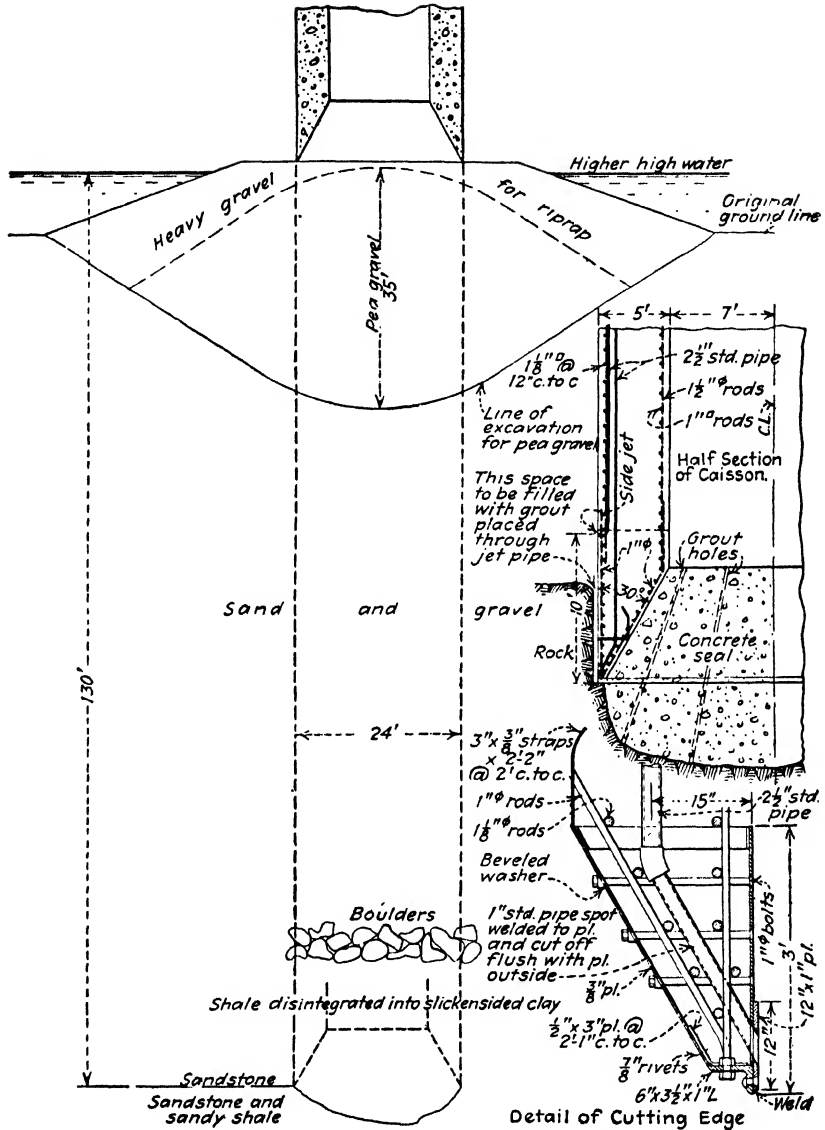 Higher high water
Original
ground line
Heavy gravel
for riprap
Pea gravel
35'
Line of
excavation
for pea gravel
5'
7'
1 1/8"□ @
12" c. to c
2 1/2" std. pipe
1 1/2"φ rods
1"□ rods
C.L.
Side jet
Half Section
of Caisson.
This space
to be filled
with grout
placed
through
jet pipe
1"φ
30°
10'
Grout
holes
Concrete
seal
Rock
Sand and gravel
130'
24'
3" x 3/8" straps
x 2'-2"
@ 2' c. to c.
1"φ rods
1 1/8"φ rods
Beveled
washer
15"
2 1/2" std.
pipe
1" std. pipe spot
welded to pl.
and cut off
flush with pl.
outside
3/8" pl.
1/2" x 3" pl. @
2'-1" c. to c.
7/8" rivets
6" x 3 1/2" x 1" L
1"φ bolts
3'
12" x 1" pl.
12"
Weld
Boulders
Shale disintegrated into slickensided clay
Sandstone
Sandstone and
sandy shale
Detail of Cutting Edge